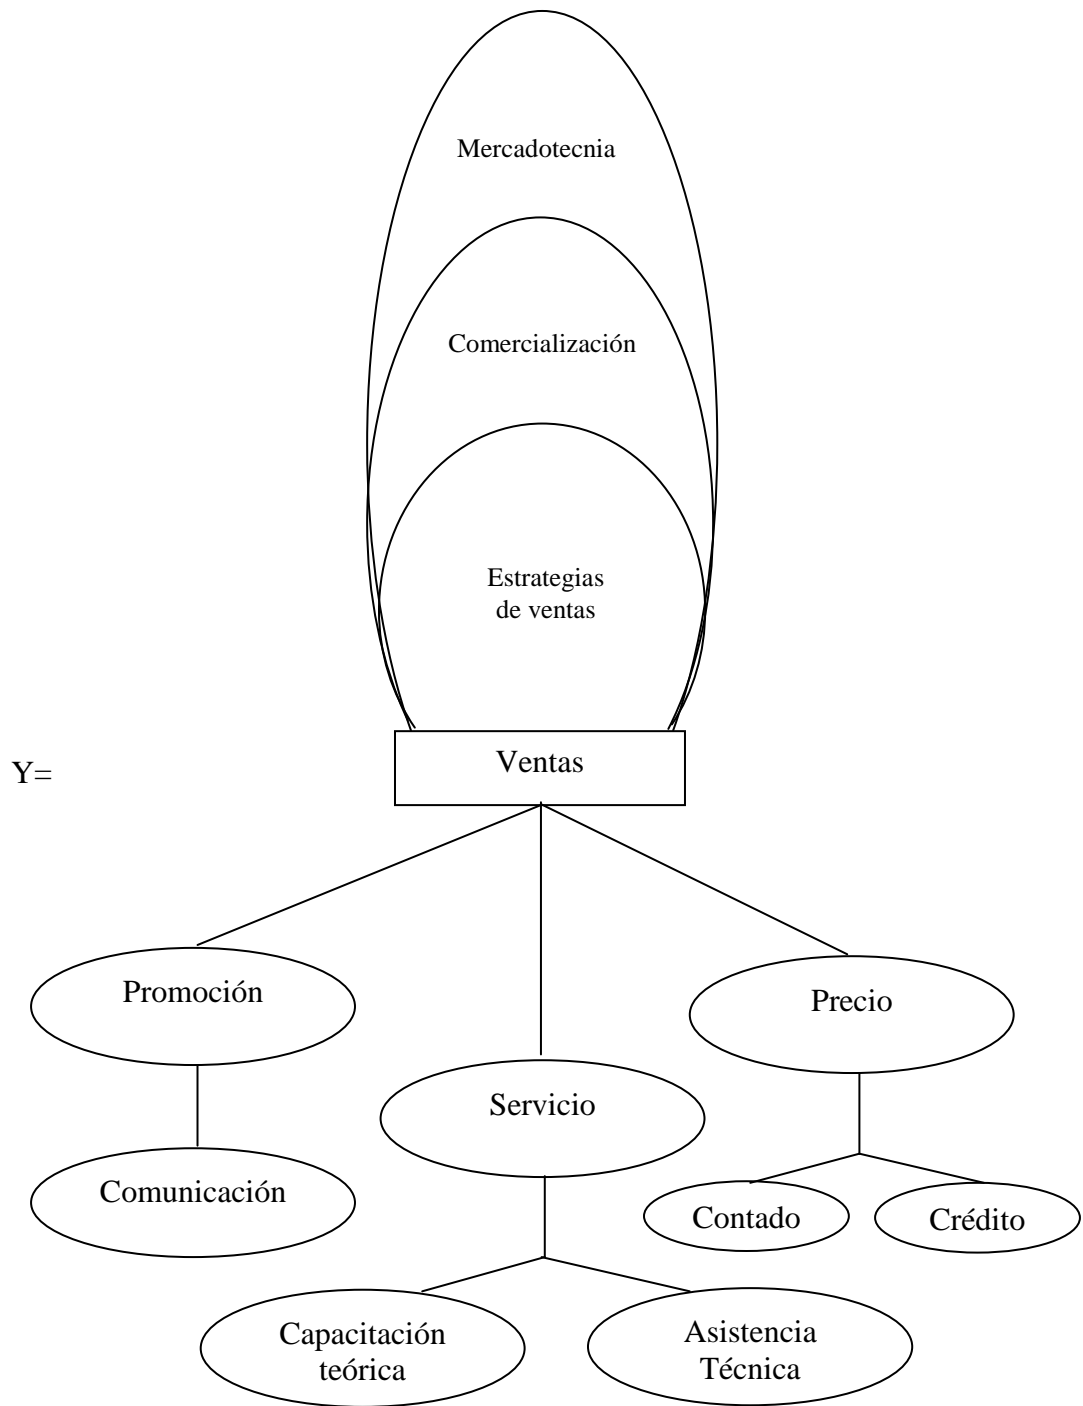 Mercadotecnia
Comercialización
Estrategias
de ventas
Y=
Ventas
Promoción
Precio
Servicio
Comunicación
Contado
Crédito
Capacitación
teórica
Asistencia
Técnica